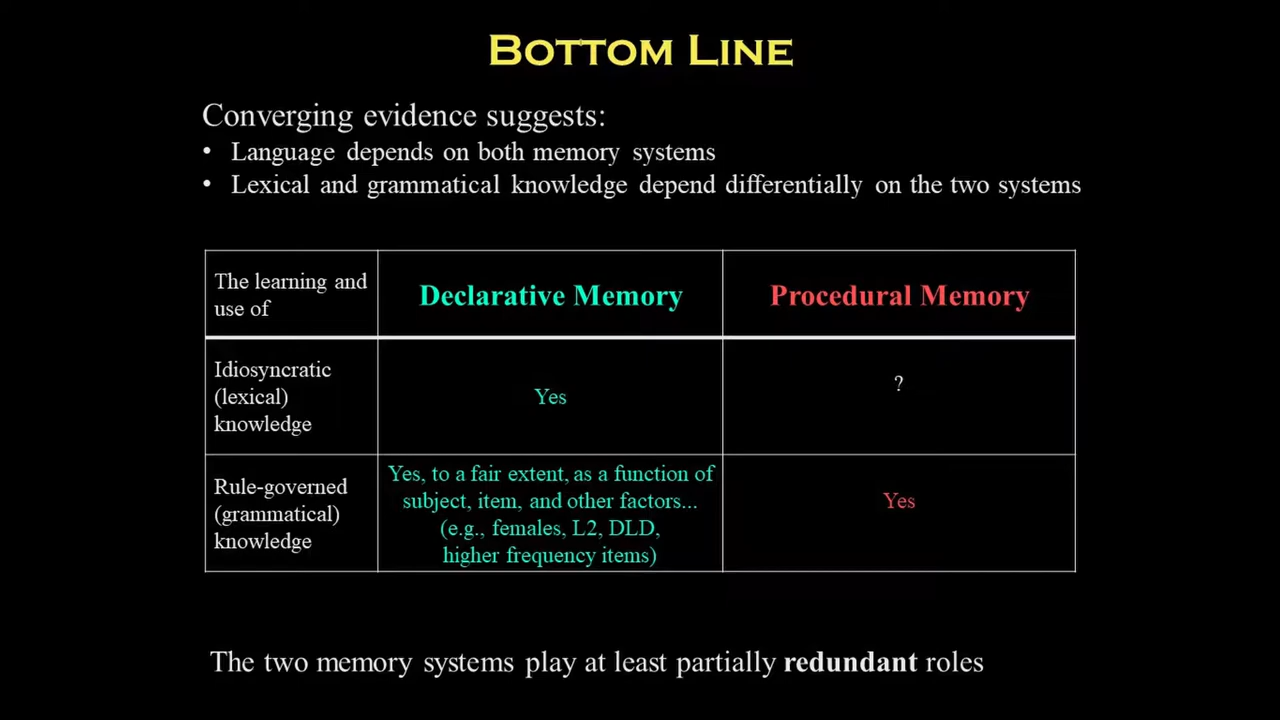 BOTTOM LINE
Converging evidence suggests:
• Language depends on both memory systems
• Lexical and grammatical knowledge depend differentially on the two systems
The learning and
use of
Declarative Memory
Procedural Memory
Idiosyncratic
(lexical)
knowledge
Yes
?
Rule-governed
(grammatical)
knowledge
Yes, to a fair extent, as a function of
subject, item, and other factors...
(e.g., females, L2, DLD,
higher frequency items)
Yes
The two memory systems play at least partially redundant roles